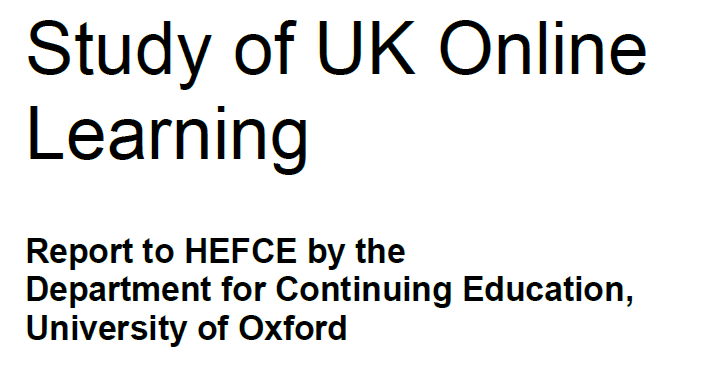 Study of UK Online
Learning
Report to HEFCE by the
Department for Continuing Education,
University of Oxford